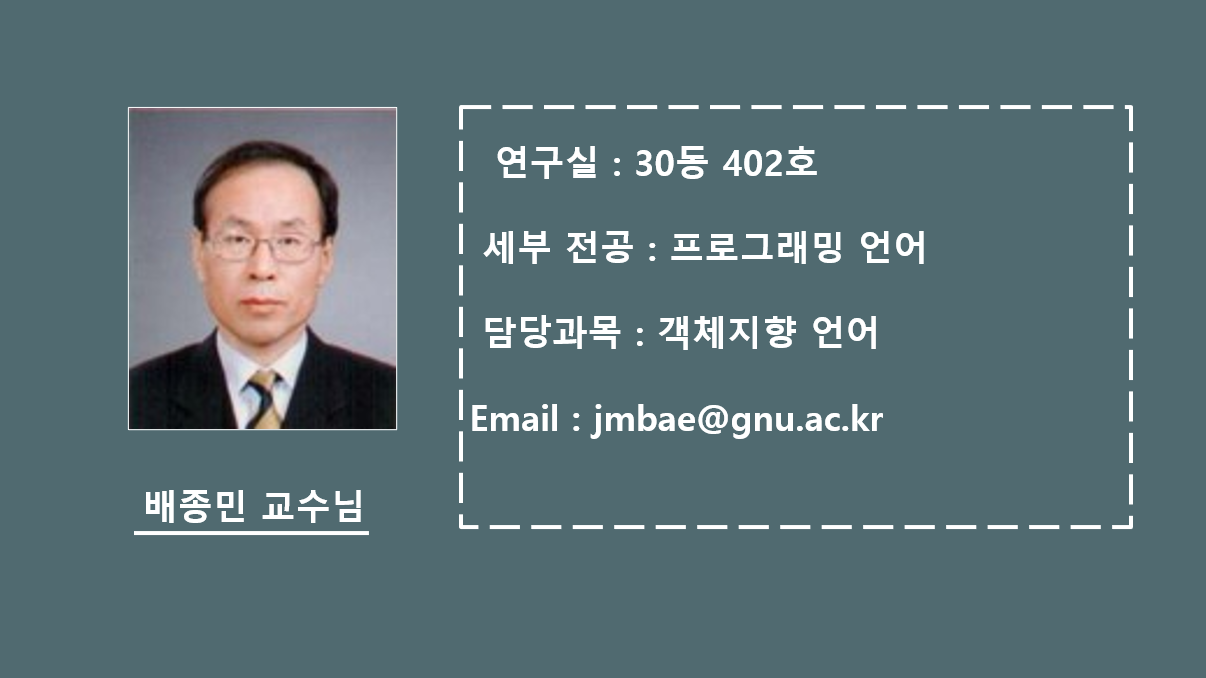 연구실 : 30동 402호
세부 전공 : 프로그래밍 언어
담당과목 : 객체지향 언어
Email : jmbae@gnu.ac.kr
배종민 교수님